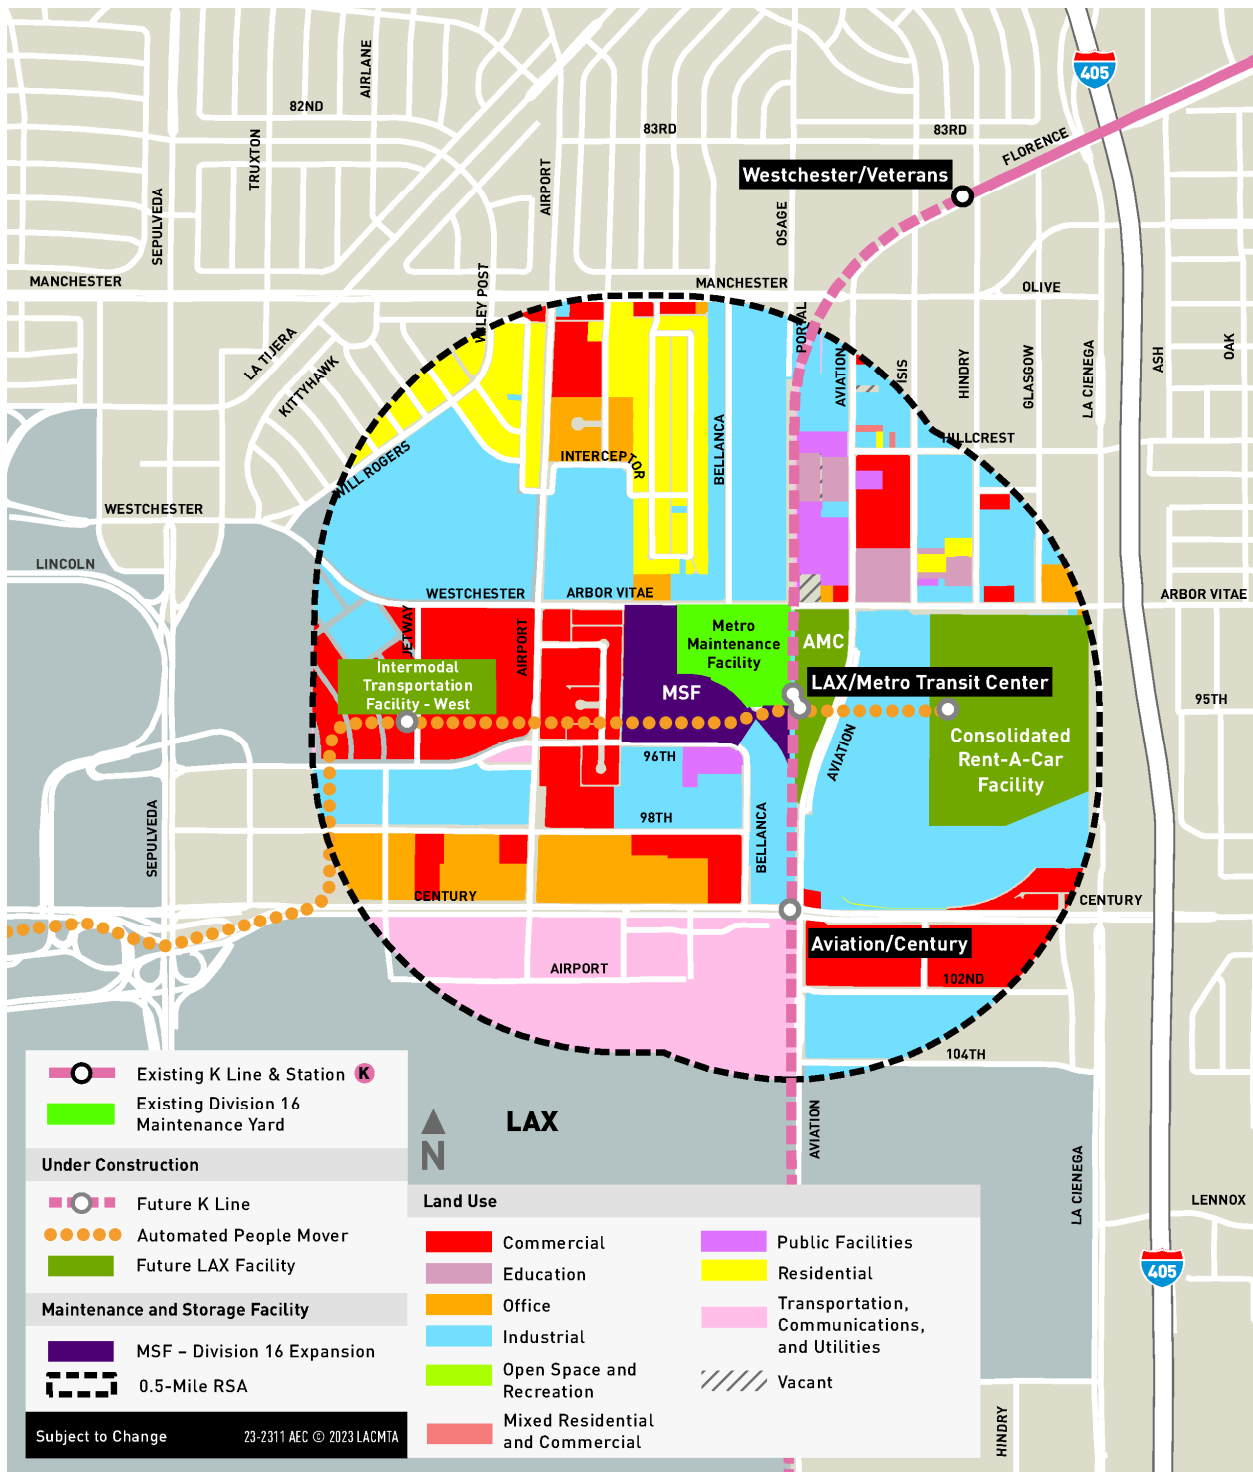 405
AIRLANE
82ND
83RD
83RD
FLORENCE
TRUXTON
AIRPORT
Westchester/Veterans
SEPULVEDA
OSAGE
MANCHESTER
MANCHESTER
OLIVE
WILEY POST
PORTAL
LA TIJERA
KITTYHAWK
AVIATION
ISIS
HINDRY
GLASGOW
LA CIENEGA
ASH
OAK
BELLANCA
HILLCREST
INTERCEPTOR
WILL ROGERS
WESTCHESTER
LINCOLN
WESTCHESTER
ARBOR VITAE
ARBOR VITAE
JETWAY
AIRPORT
Metro
Maintenance
Facility
AMC
Intermodal
Transportation
Facility - West
MSF
LAX/Metro Transit Center
95TH
Consolidated
Rent-A-Car
Facility
96TH
AVIATION
98TH
SEPULVEDA
BELLANCA
CENTURY
CENTURY
Aviation/Century
AIRPORT
102ND
104TH
LAX
N
AVIATION
LA CIENEGA
LENNOX
405
HINDRY
Existing K Line & Station K
Existing Division 16
Maintenance Yard
Under Construction
Future K Line
Automated People Mover
Future LAX Facility
Maintenance and Storage Facility
MSF – Division 16 Expansion
0.5-Mile RSA
Subject to Change 23-2311 AEC © 2023 LACMTA
Land Use
Commercial
Education
Office
Industrial
Open Space and
Recreation
Mixed Residential
and Commercial
Public Facilities
Residential
Transportation,
Communications,
and Utilities
Vacant